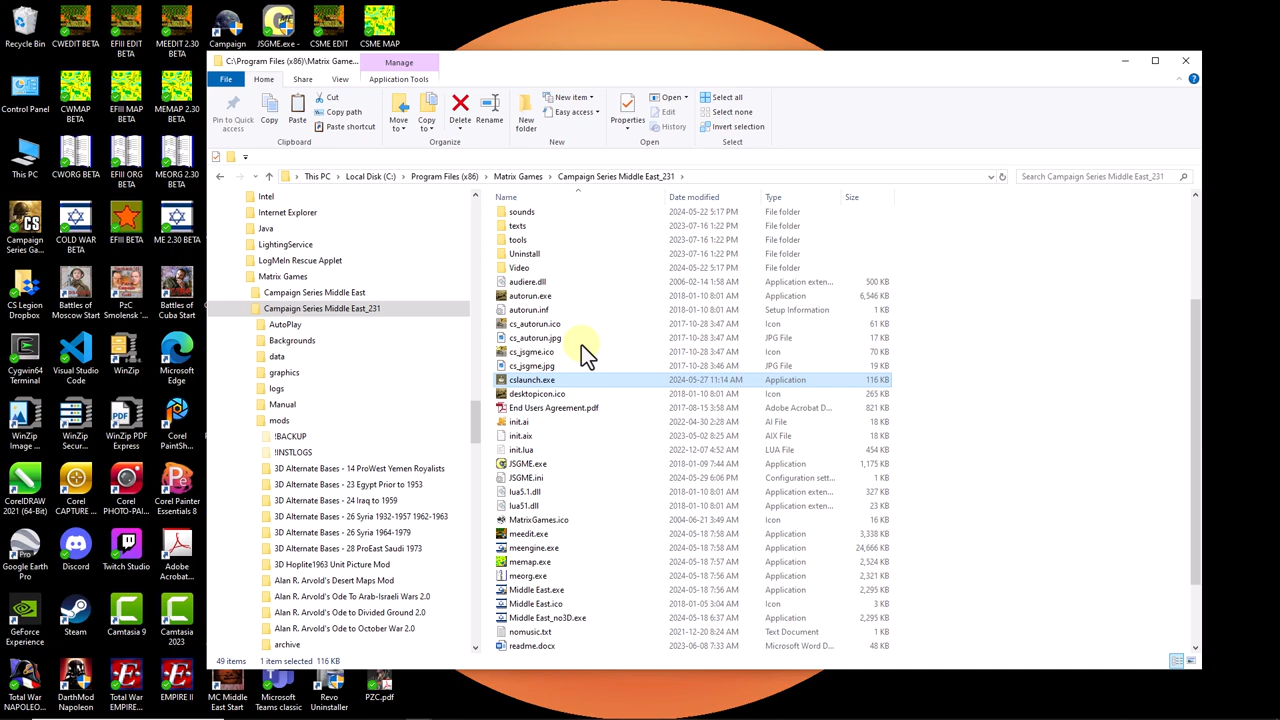 Recycle Bin
CWEDIT BETA
EFIII EDIT
BETA
MEEDIT 2.30
BETA
Campaign
JSGME.exe -
CSME EDIT
CSME MAP
Control Panel
CWMAP
BETA
EFIII MAP
BETA
MEMAP 2.30
BETA
This PC
CWORG BETA
EFIII ORG
BETA
MEORG 2.30
BETA
Campaign
Series Ga...
COLD WAR
BETA
EFIII BETA
ME 2.30 BETA
CS Legion
Dropbox
Battles of
Moscow Start
PzC
Smolensk '...
Battles of
Cuba Start
Cygwin64
Terminal
Visual Studio
Code
WinZip
Microsoft
Edge
WinZip
Image ...
WinZip
Secur...
WinZip PDF
Express
Corel
PaintSh...
CorelDRAW
2021 (64-Bit)
Corel
CAPTURE ...
Corel
PHOTO-PAI...
Corel Painter
Essentials 8
Google Earth
Pro
Discord
Twitch Studio
Adobe
Acrobat...
GeForce
Experience
Steam
Camtasia 9
Camtasia
2023
Total War
NAPOLEO...
DarthMod
Napoleon
Total War
EMPIRE...
EMPIRE II
MC Middle
East Start
Microsoft
Teams classic
Revo
Uninstaller
PZC.pdf
C:\Program Files (x86)\Matrix Game...
Manage
File
Home
Share
View
Application Tools
Pin to Quick
access
Copy
Paste
Cut
Copy path
Paste shortcut
Clipboard
Move
to
Copy
to
Delete
Rename
Organize
New
folder
New item
Easy access
New
Properties
Open
Edit
History
Open
Select all
Select none
Invert selection
Select
This PC > Local Disk (C:) > Program Files (x86) > Matrix Games > Campaign Series Middle East_231 >
Search Campaign Series Middle East_231
Intel
Internet Explorer
Java
LightingService
LogMeIn Rescue Applet
Matrix Games
Campaign Series Middle East
Campaign Series Middle East_231
AutoPlay
Backgrounds
data
graphics
logs
Manual
mods
!BACKUP
!INSTLOGS
3D Alternate Bases - 14 ProWest Yemen Royalists
3D Alternate Bases - 23 Egypt Prior to 1953
3D Alternate Bases - 24 Iraq to 1959
3D Alternate Bases - 26 Syria 1932-1957 1962-1963
3D Alternate Bases - 26 Syria 1964-1979
3D Alternate Bases - 28 ProEast Saudi 1973
3D Hoplite1963 Unit Picture Mod
Alan R. Arvold's Desert Maps Mod
Alan R. Arvold's Ode To Arab-Israeli Wars 2.0
Alan R. Arvold's Ode to Divided Ground 2.0
Alan R. Arvold's Ode to October War 2.0
archive
Name Date modified Type Size
sounds 2024-05-22 5:17 PM File folder
texts 2023-07-16 1:22 PM File folder
tools 2023-07-16 1:22 PM File folder
Uninstall 2023-07-16 1:22 PM File folder
Video 2024-05-22 5:17 PM File folder
audiere.dll 2006-02-14 1:58 AM Application exten... 500 KB
autorun.exe 2018-01-10 8:01 AM Application 6,546 KB
autorun.inf 2018-01-10 8:01 AM Setup Information 1 KB
cs_autorun.ico 2017-10-28 3:47 AM Icon 61 KB
cs_autorun.jpg 2017-10-28 3:47 AM JPG File 17 KB
cs_jsgme.ico 2017-10-28 3:47 AM Icon 70 KB
cs_jsgme.jpg 2017-10-28 3:46 AM JPG File 19 KB
cslaunch.exe 2024-05-27 11:14 AM Application 116 KB
desktopicon.ico 2018-01-10 8:01 AM Icon 265 KB
End Users Agreement.pdf 2017-08-15 3:58 AM Adobe Acrobat D... 821 KB
init.ai 2022-04-30 2:28 AM AI File 18 KB
init.aix 2023-05-02 8:25 AM AIX File 18 KB
init.lua 2022-12-07 4:52 AM LUA File 454 KB
JSGME.exe 2018-01-09 7:44 AM Application 1,175 KB
JSGME.ini 2024-05-29 6:06 PM Configuration sett... 1 KB
lua5.1.dll 2018-01-10 8:01 AM Application exten... 327 KB
lua51.dll 2018-01-10 8:01 AM Application exten... 23 KB
MatrixGames.ico 2004-06-21 3:49 AM Icon 16 KB
meedit.exe 2024-05-18 7:58 AM Application 3,338 KB
meengine.exe 2024-05-18 7:58 AM Application 24,666 KB
memap.exe 2024-05-18 7:57 AM Application 2,524 KB
meorg.exe 2024-05-18 7:56 AM Application 2,321 KB
Middle East.exe 2024-05-18 7:56 AM Application 2,295 KB
Middle East.ico 2018-01-05 3:04 AM Icon 3 KB
Middle East_no3D.exe 2024-05-18 6:37 AM Application 2,295 KB
nomusic.txt 2021-12-20 8:24 AM Text Document 1 KB
readme.docx 2023-06-08 7:33 AM Microsoft Word D... 48 KB
49 items 1 item selected 116 KB